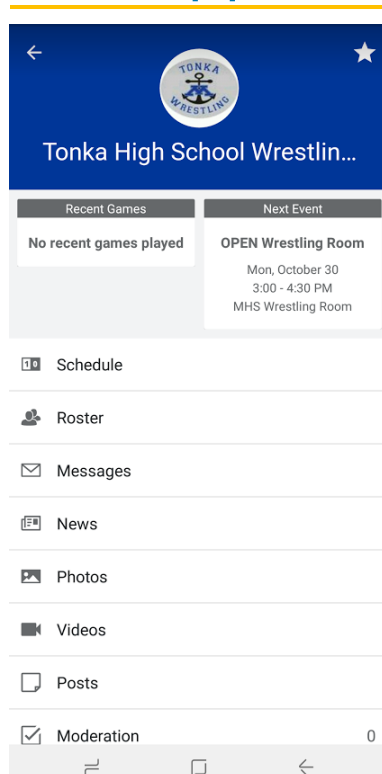 TONKA
WRESTLING
Tonka High School Wrestlin...
Recent Games
No recent games played
Next Event
OPEN Wrestling Room
Mon, October 30
3:00 - 4:30 PM
MHS Wrestling Room
10 Schedule
Roster
Messages
News
Photos
Videos
Posts
Moderation 0